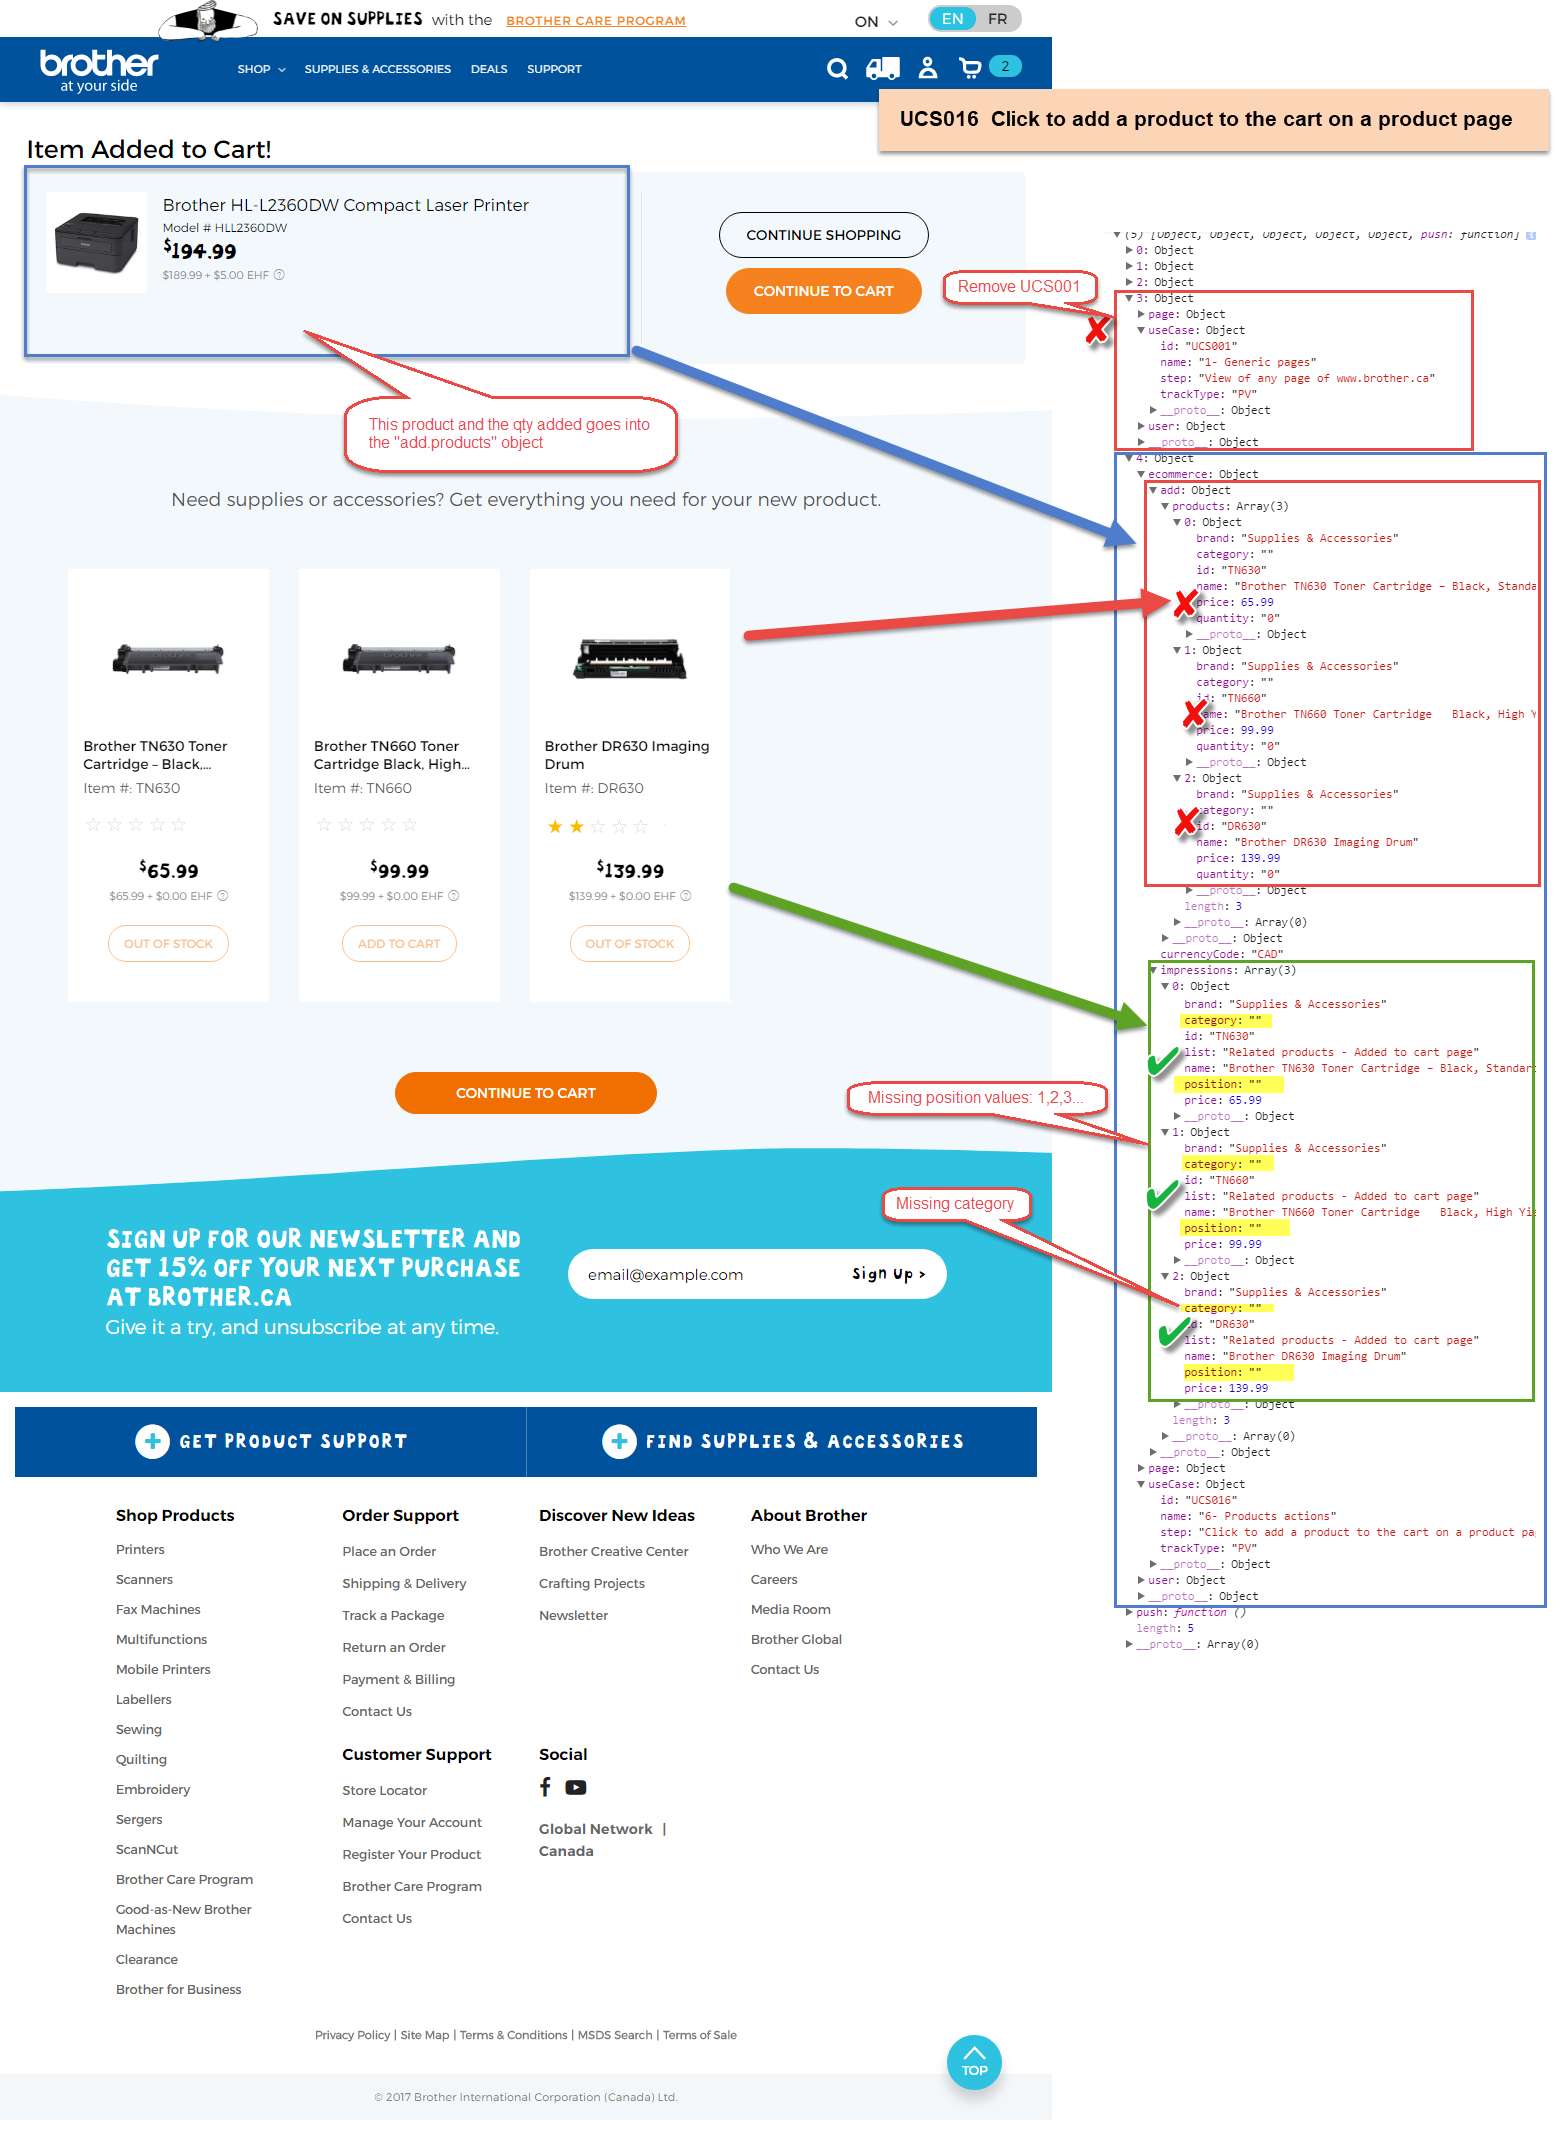 SAVE ON SUPPLIES with the BROTHER CARE PROGRAM
ON
EN FR
brother
at your side
SHOP SUPPLIES & ACCESSORIES DEALS SUPPORT
2
UCS016 Click to add a product to the cart on a product page
Item Added to Cart!
Brother HL-L2360DW Compact Laser Printer
Model # HLL2360DW
$194.99
$189.99 + $5.00 EHF ?
CONTINUE SHOPPING
CONTINUE TO CART
This product and the qty added goes into
the "add.products" object
Need supplies or accessories? Get everything you need for your new product.
Brother TN630 Toner
Cartridge – Black,...
Item #: TN630
$65.99
$65.99 + $0.00 EHF ?
OUT OF STOCK
Brother TN660 Toner
Cartridge Black, High...
Item #: TN660
$99.99
$99.99 + $0.00 EHF ?
ADD TO CART
Brother DR630 Imaging
Drum
Item #: DR630
$139.99
$139.99 + $0.00 EHF ?
OUT OF STOCK
CONTINUE TO CART
SIGN UP FOR OUR NEWSLETTER AND
GET 15% OFF YOUR NEXT PURCHASE
AT BROTHER.CA
Give it a try, and unsubscribe at any time.
email@example.com
Sign Up >
GET PRODUCT SUPPORT
FIND SUPPLIES & ACCESSORIES
Shop Products
Printers
Scanners
Fax Machines
Multifunctions
Mobile Printers
Labellers
Sewing
Quilting
Embroidery
Sergers
ScanNCut
Brother Care Program
Good-as-New Brother
Machines
Clearance
Brother for Business
Order Support
Place an Order
Shipping & Delivery
Track a Package
Return an Order
Payment & Billing
Contact Us
Customer Support
Store Locator
Manage Your Account
Register Your Product
Brother Care Program
Contact Us
Discover New Ideas
Brother Creative Center
Crafting Projects
Newsletter
Social
Global Network |
Canada
About Brother
Who We Are
Careers
Media Room
Brother Global
Contact Us
Privacy Policy | Site Map | Terms & Conditions | MSDS Search | Terms of Sale
TOP
© 2017 Brother International Corporation (Canada) Ltd.
Remove UCS001
Missing position values: 1,2,3...
Missing category
(5) [Object, Object, Object, Object, Object, push: function]
0: Object
1: Object
2: Object
3: Object
page: Object
useCase: Object
id: "UCS001"
name: "1- Generic pages"
step: "View of any page of www.brother.ca"
trackType: "PV"
__proto__: Object
user: Object
__proto__: Object
4: Object
ecommerce: Object
add: Object
products: Array(3)
0: Object
brand: "Supplies & Accessories"
category: ""
id: "TN630"
name: "Brother TN630 Toner Cartridge – Black, Standa
price: 65.99
quantity: "0"
__proto__: Object
1: Object
brand: "Supplies & Accessories"
category: ""
id: "TN660"
name: "Brother TN660 Toner Cartridge Black, High Y
price: 99.99
quantity: "0"
__proto__: Object
2: Object
brand: "Supplies & Accessories"
category: ""
id: "DR630"
name: "Brother DR630 Imaging Drum"
price: 139.99
quantity: "0"
__proto__: Object
length: 3
__proto__: Array(0)
__proto__: Object
currencyCode: "CAD"
impressions: Array(3)
0: Object
brand: "Supplies & Accessories"
category: ""
id: "TN630"
list: "Related products - Added to cart page"
name: "Brother TN630 Toner Cartridge – Black, Standar
position: ""
price: 65.99
__proto__: Object
1: Object
brand: "Supplies & Accessories"
category: ""
id: "TN660"
list: "Related products - Added to cart page"
name: "Brother TN660 Toner Cartridge Black, High Yi
position: ""
price: 99.99
__proto__: Object
2: Object
brand: "Supplies & Accessories"
category: ""
id: "DR630"
list: "Related products - Added to cart page"
name: "Brother DR630 Imaging Drum"
position: ""
price: 139.99
__proto__: Object
length: 3
__proto__: Array(0)
__proto__: Object
page: Object
useCase: Object
id: "UCS016"
name: "6- Products actions"
step: "Click to add a product to the cart on a product pa
trackType: "PV"
__proto__: Object
user: Object
__proto__: Object
push: function ()
length: 5
__proto__: Array(0)